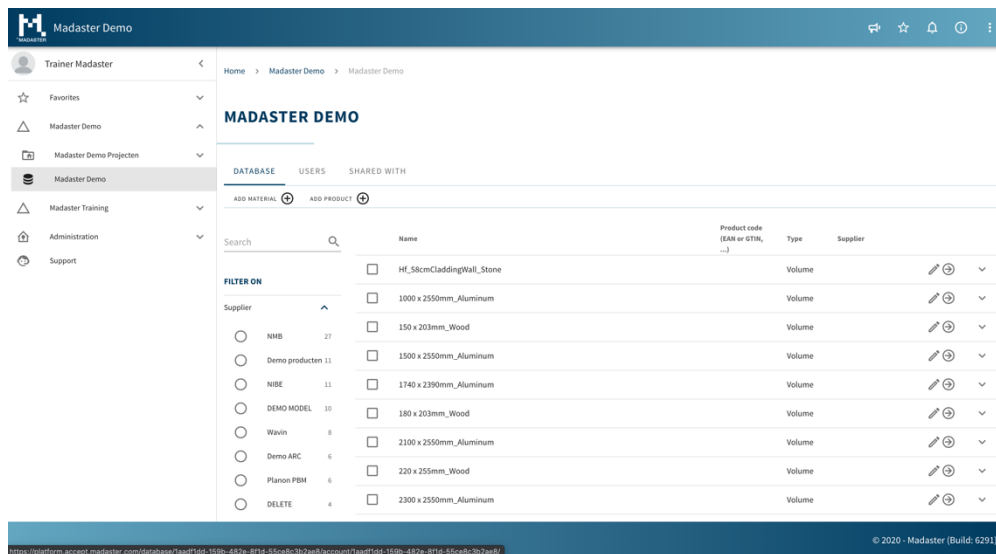 M. Madaster Demo
MADASTER
Trainer Madaster
Favorites
Madaster Demo
Madaster Demo Projecten
Madaster Demo
Madaster Training
Administration
Support
Home > Madaster Demo > Madaster Demo
MADASTER DEMO
DATABASE USERS SHARED WITH
ADD MATERIAL ADD PRODUCT
Search
FILTER ON
Supplier
NMB 27
Demo producten 11
NIBE 11
DEMO MODEL 10
Wavin 8
Demo ARC 6
Planon PBM 6
DELETE 4
Name Product code (EAN or GTIN, ...) Type Supplier
Hf_58cmCladdingWall_Stone Volume
1000 x 2550mm_Aluminum Volume
150 x 203mm_Wood Volume
1500 x 2550mm_Aluminum Volume
1740 x 2390mm_Aluminum Volume
180 x 203mm_Wood Volume
2100 x 2550mm_Aluminum Volume
220 x 255mm_Wood Volume
2300 x 2550mm_Aluminum Volume
© 2020 - Madaster (Build: 6291)
https://platform.accept.madaster.com/database/1aadf1dd-159b-482e-8f1d-55ce8c3b2ae8/account/1aadf1dd-159b-482e-8f1d-55ce8c3b2ae8/